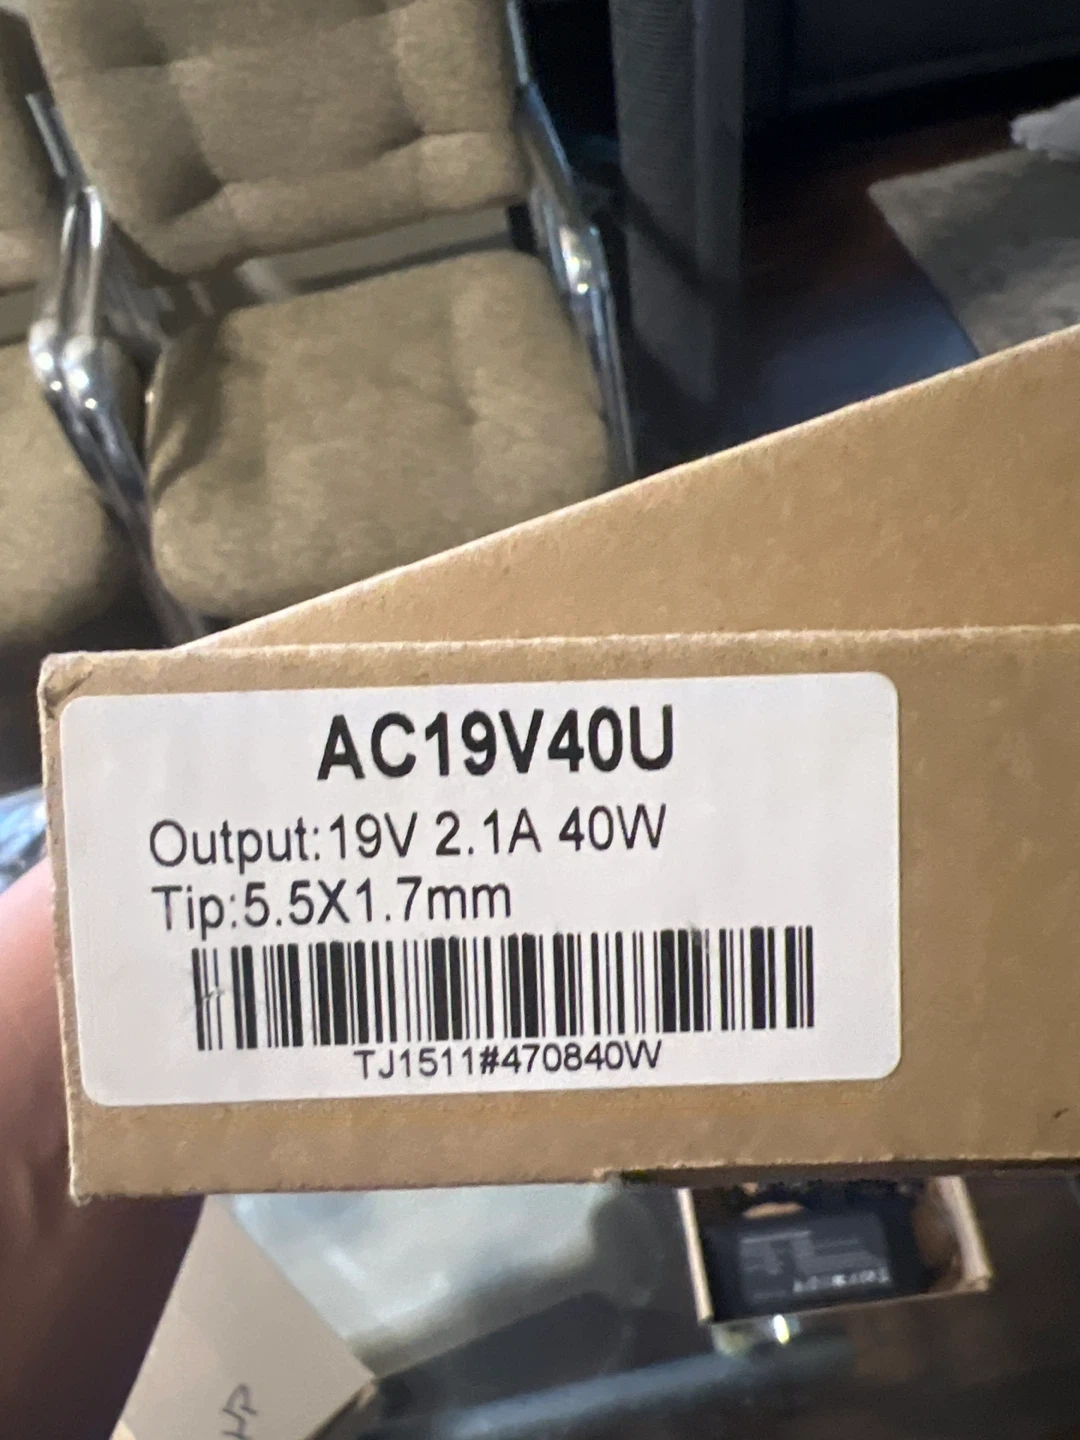 AC19V40U
Output:19V 2.1A 40W
Tip:5.5X1.7mm
TJ1511#470840W